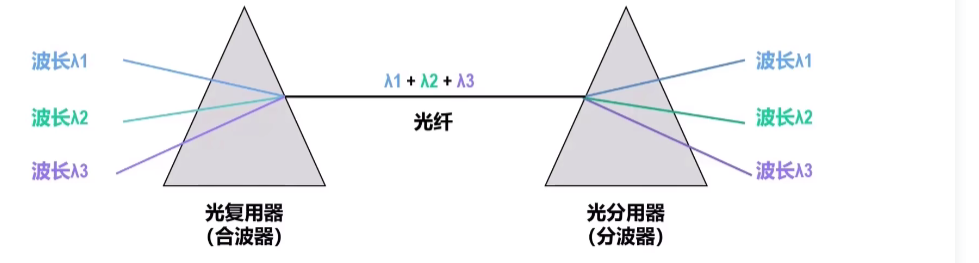 波长λ1
波长λ2
波长λ3
λ1 + λ2 + λ3
光纤
波长λ1
波长λ2
波长λ3
光复用器
(合波器)
光分用器
(分波器)